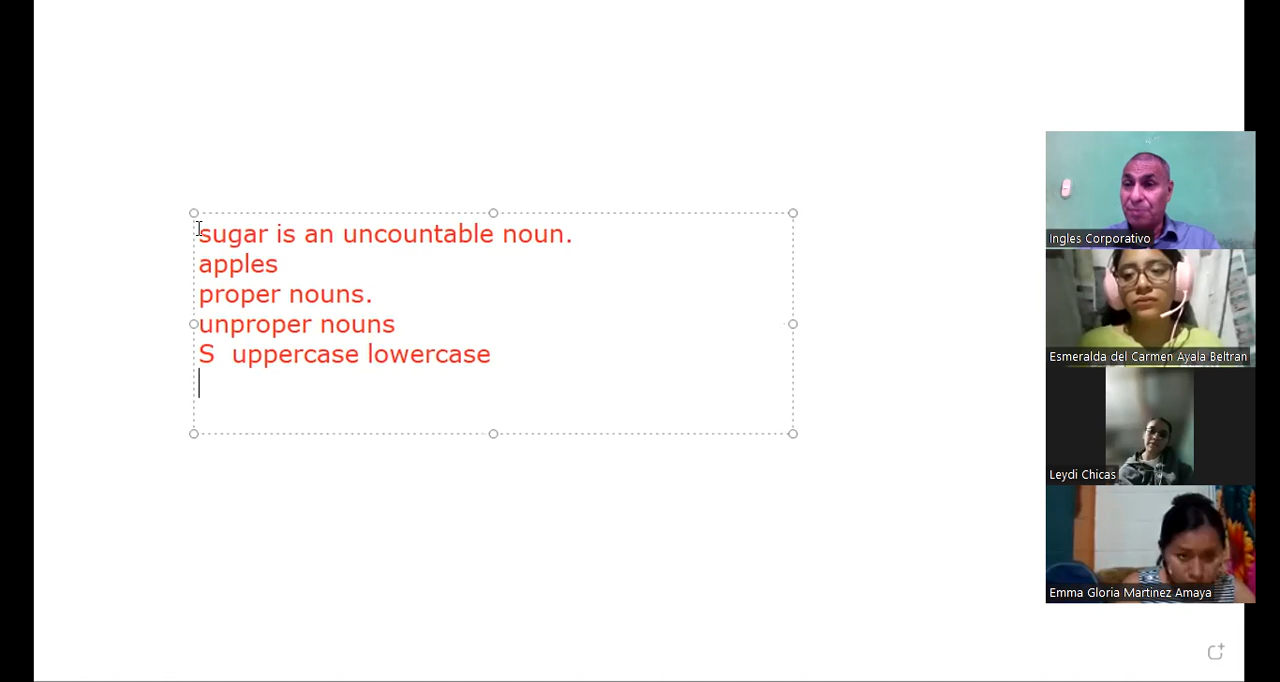 sugar is an uncountable noun.
apples
proper nouns.
unproper nouns
S  uppercase lowercase
Ingles Corporativo
Esmeralda del Carmen Ayala Beltran
Leydi Chicas
Emma Gloria Martinez Amaya